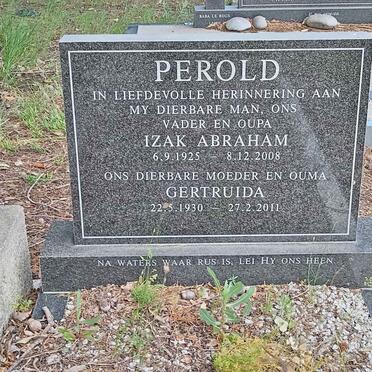 PEROLD
IN LIEFDEVOLLE HERINNERING AAN
MY DIERBARE MAN, ONS
VADER EN OUPA
IZAK ABRAHAM
6.9.1925 – 8.12.2008
ONS DIERBARE MOEDER EN OUMA
GERTRUIDA
22.5.1930 – 27.2.2011
NA WATERS WAAR RUS IS, LEI HY ONS HEEN